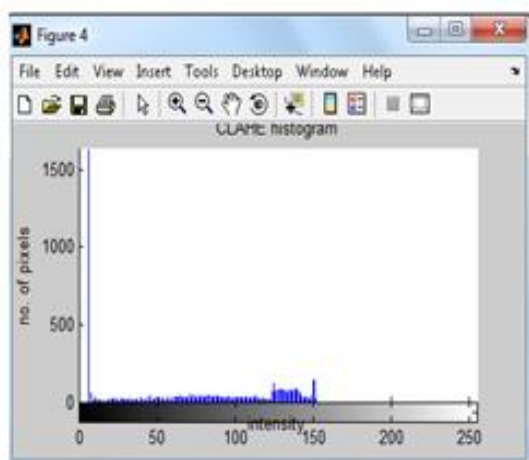 Figure 4
File Edit View Insert Tools Desktop Window Help
CLAHE histogram
1500
1000
500
0
no. of pixels
intensity
0 50 100 150 200 250